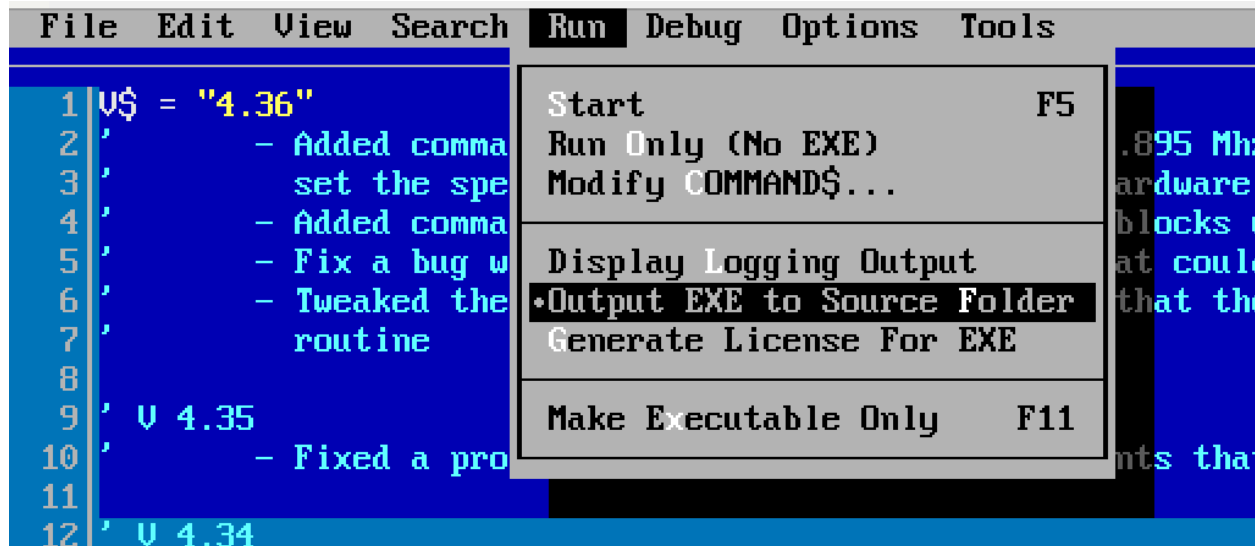 File Edit View Search Run Debug Options Tools
Start F5
Run Only (No EXE)
Modify COMMAND$...
Display Logging Output
•Output EXE to Source Folder
Generate License For EXE
Make Executable Only F11
1 V$ = "4.36"
2 ' - Added comma .895 Mh
3 ' set the spe ardware
4 ' - Added comma blocks
5 ' - Fix a bug w at coul
6 ' - Tweaked the that th
7 ' routine
8
9 ' V 4.35
10 ' - Fixed a pro nts tha
11
12 ' V 4.34